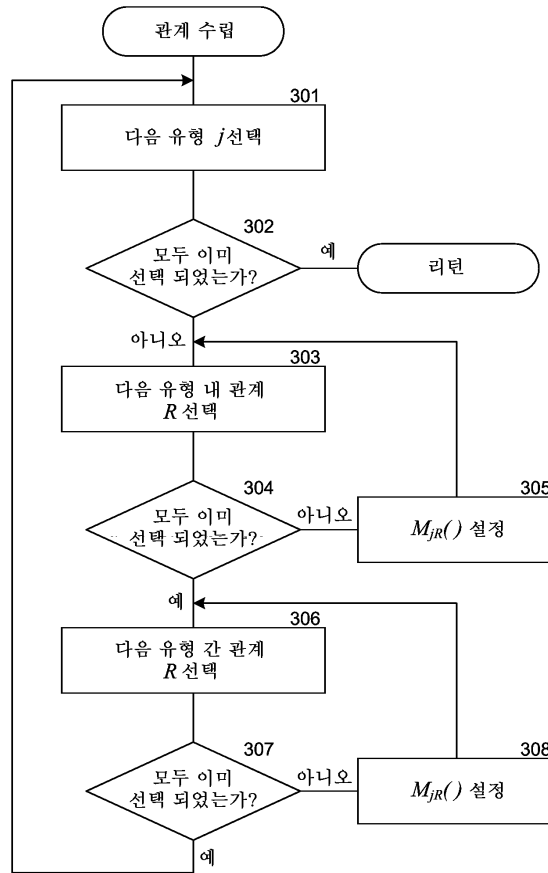 관계 수립
301
다음 유형 j선택
302
모두 이미
선택 되었는가?
예
리턴
아니오
303
다음 유형 내 관계
R 선택
304
모두 이미
선택 되었는가?
아니오
305
MjR( ) 설정
예
306
다음 유형 간 관계
R 선택
307
모두 이미
선택 되었는가?
아니오
308
MjR( ) 설정
예